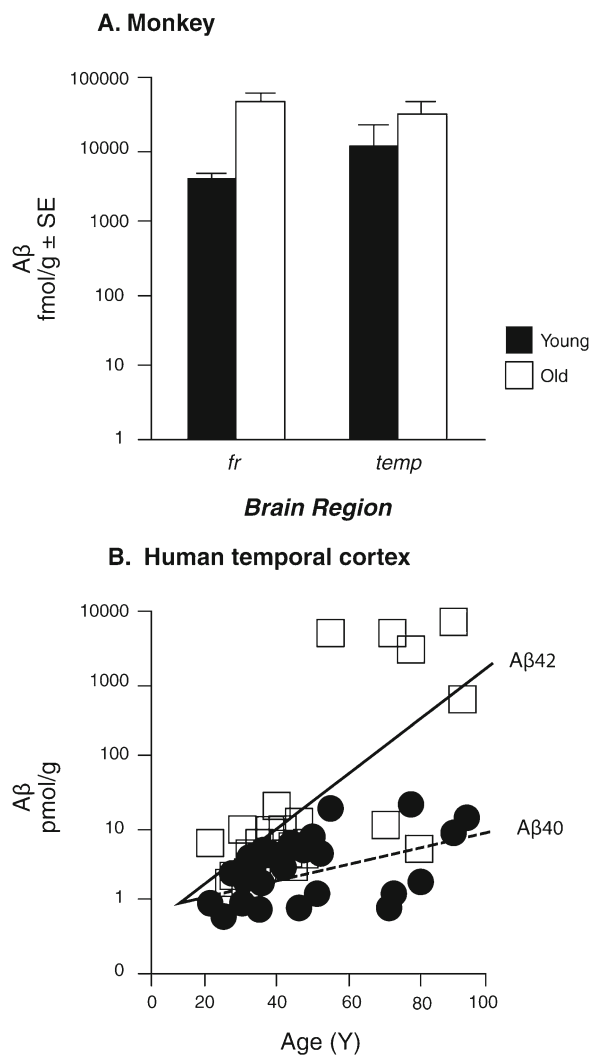 A. Monkey
100000
10000
1000
100
10
1
Aβ
fmol/g ± SE
Young
Old
fr
temp
Brain Region
B. Human temporal cortex
10000
1000
100
10
1
0
Aβ
pmol/g
Aβ42
Aβ40
0
20
40
60
80
100
Age (Y)